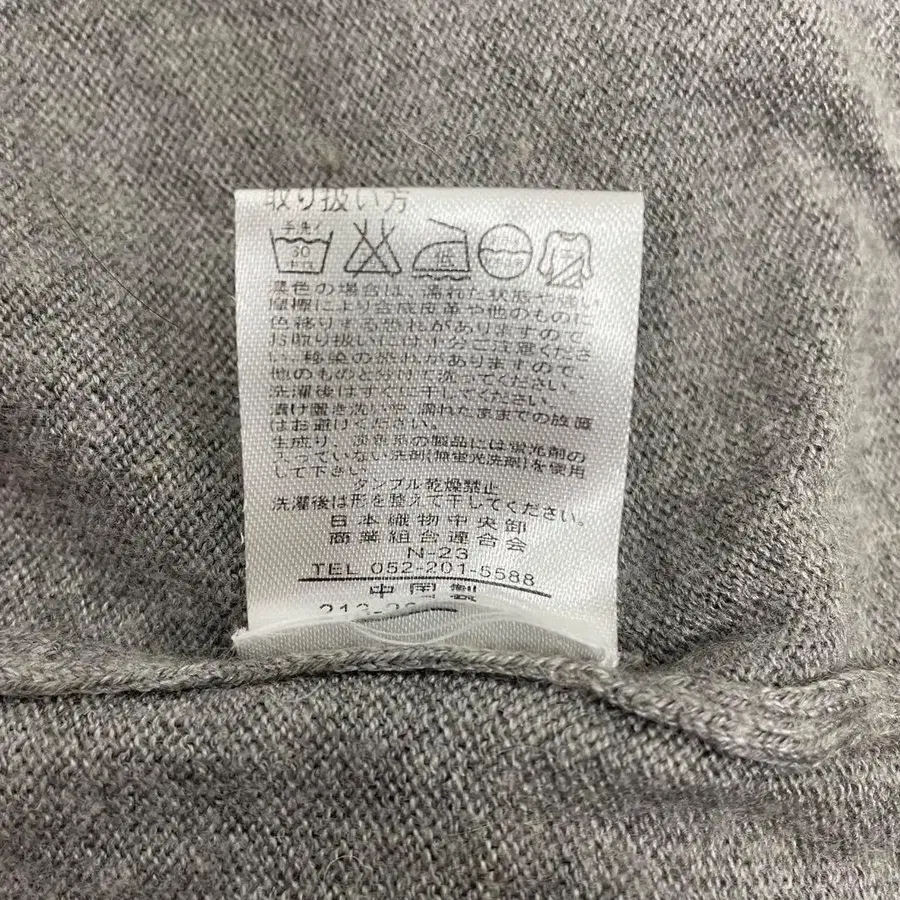 取り扱い方
手洗イ
30
中性
低
濃色の場合は、濡れた状態や強い
摩擦により合成皮革や他のものに
色移りする恐れがありますので、
お取り扱いには十分ご注意くださ
い。移染の恐れがありますので、
他のものと分けて洗ってください。
洗濯後はすぐに干してください。
漬け置き洗いや、濡れたままでの放置
はお避けください。
生成り、淡色系の製品には蛍光剤の
入っていない洗剤(無蛍光洗剤)を使用
して下さい。
タンブル乾燥禁止
洗濯後は形を整えて干してください。
日本織物中央卸
商業組合連合会
N-23
TEL 052-201-5588
中国製